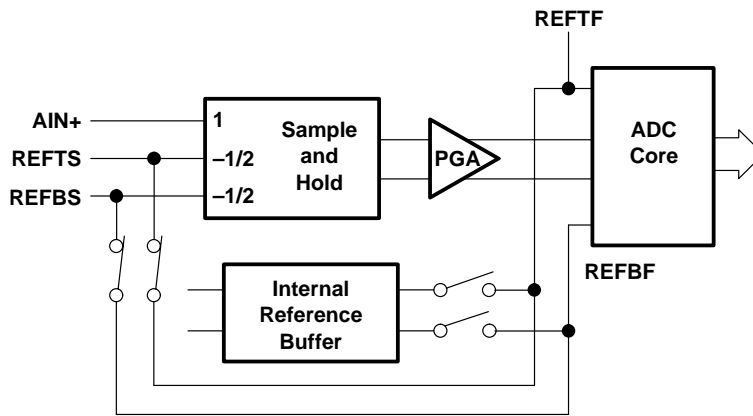 REFTF
AIN+
REFTS
REFBS
1
–1/2
–1/2
Sample
and
Hold
PGA
ADC
Core
REFBF
Internal
Reference
Buffer